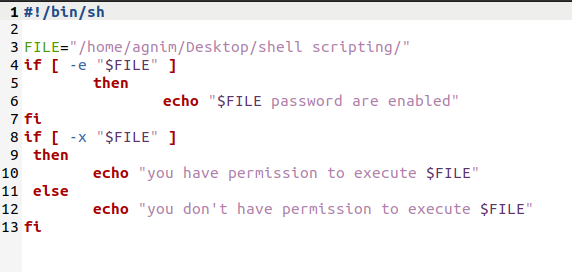 1 #!/bin/sh
2
3 FILE="/home/agnim/Desktop/shell scripting/"
4 if [ -e "$FILE" ]
5         then
6                 echo "$FILE password are enabled"
7 fi
8 if [ -x "$FILE" ]
9  then
10         echo "you have permission to execute $FILE"
11  else
12         echo "you don't have permission to execute $FILE"
13 fi